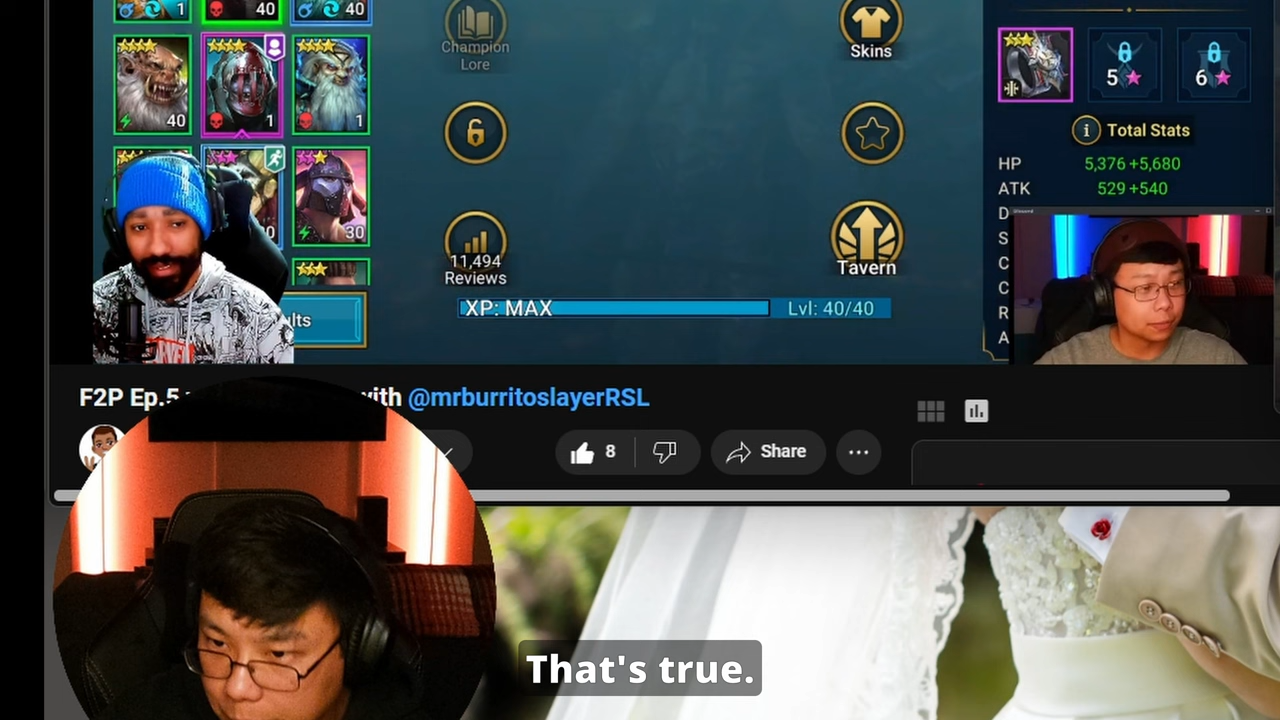 1
40
40
40
1
1
30
Champion
Lore
Skins
11,494
Reviews
Tavern
XP: MAX
Lvl: 40/40
5
6
i Total Stats
HP 5,376 +5,680
ATK 529 +540
D
S
C
C
R
A
F2P Ep.5
with @mrburritoslayerRSL
8
Share
That's true.